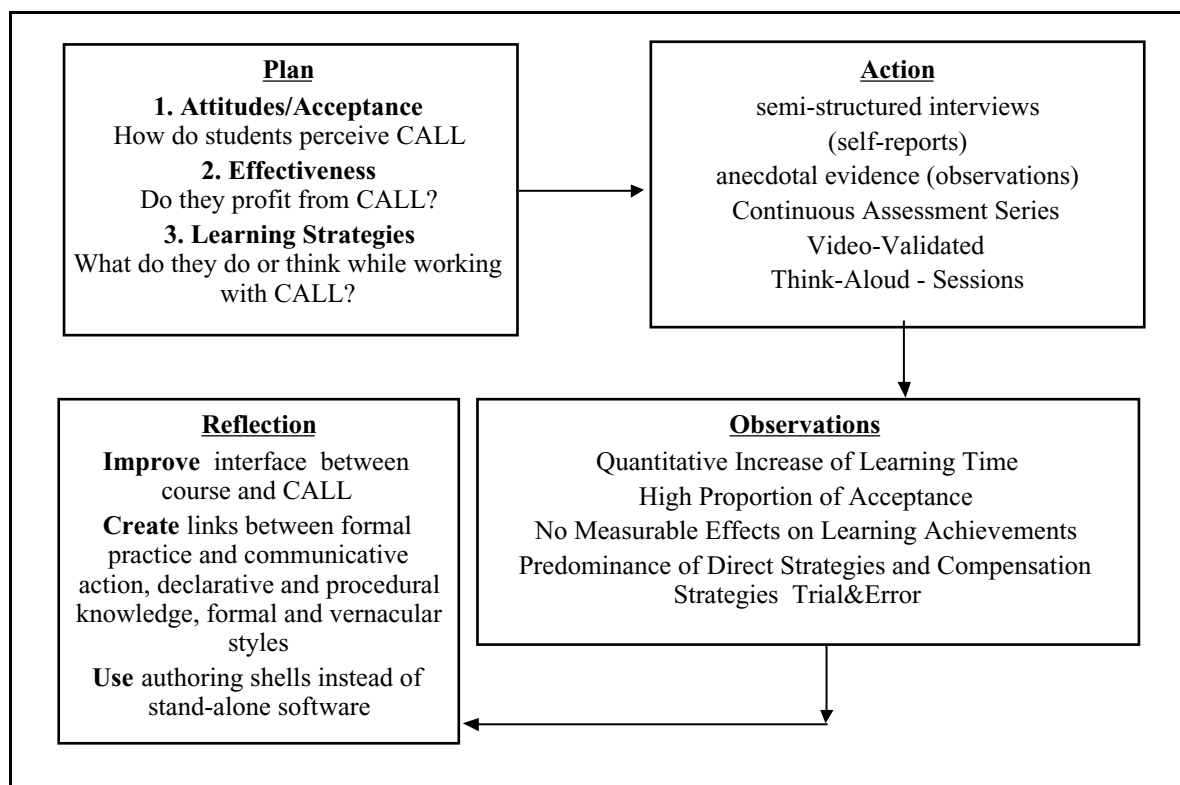 Plan
1. Attitudes/Acceptance
How do students perceive CALL
2. Effectiveness
Do they profit from CALL?
3. Learning Strategies
What do they do or think while working
with CALL?
Action
semi-structured interviews
(self-reports)
anecdotal evidence (observations)
Continuous Assessment Series
Video-Validated
Think-Aloud - Sessions
Observations
Quantitative Increase of Learning Time
High Proportion of Acceptance
No Measurable Effects on Learning Achievements
Predominance of Direct Strategies and Compensation
Strategies Trial&Error
Reflection
Improve interface between
course and CALL
Create links between formal
practice and communicative
action, declarative and procedural
knowledge, formal and vernacular
styles
Use authoring shells instead of
stand-alone software